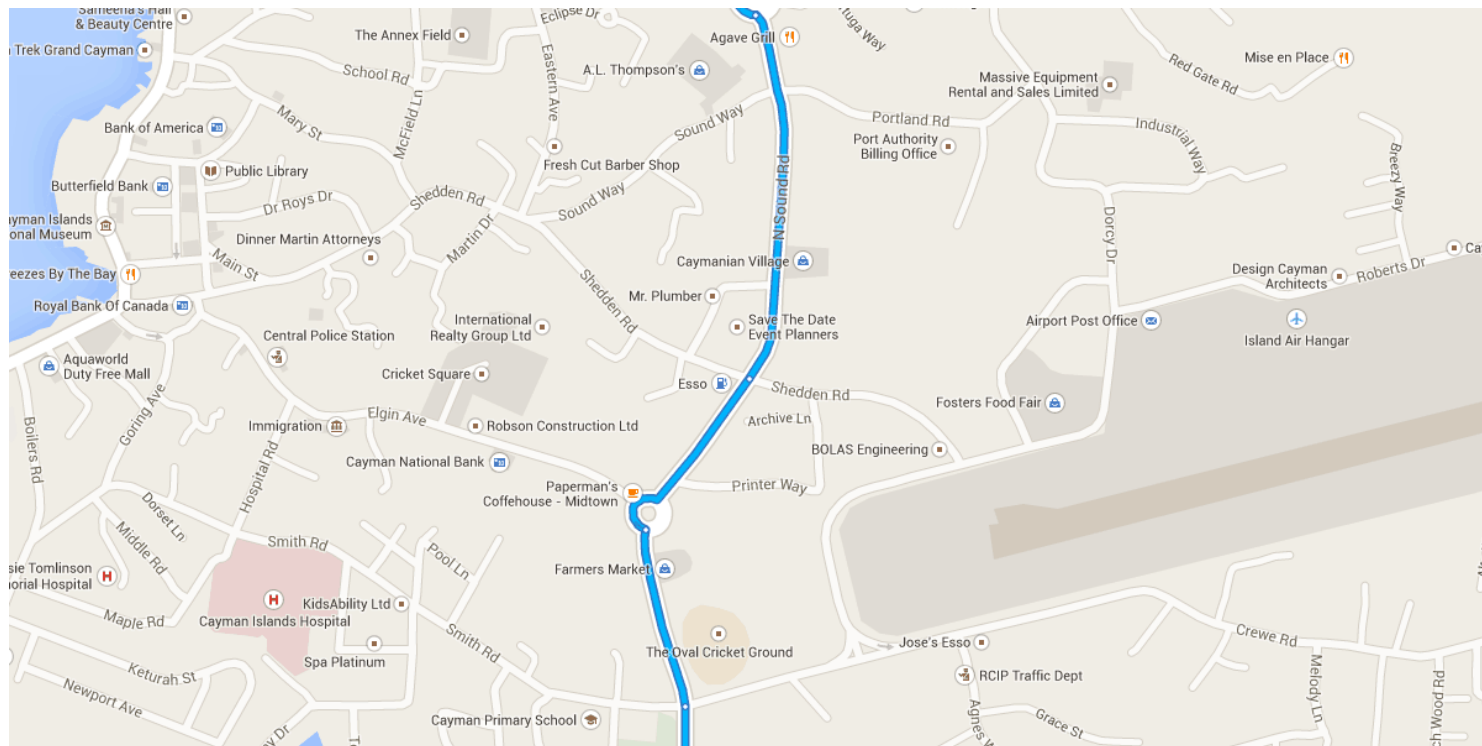 Sameena's Hair
& Beauty Centre
Trek Grand Cayman
The Annex Field
Eclipse Dr
School Rd
McField Ln
Eastern Ave
A.L. Thompson's
Agave Grill
Way
Red Gate Rd
Mise en Place
Massive Equipment
Rental and Sales Limited
Bank of America
Mary St
Sound Way
Portland Rd
Industrial Way
Port Authority
Billing Office
Breezy Way
Fresh Cut Barber Shop
Public Library
Butterfield Bank
Dr Roys Dr
Shedden Rd
Sound Way
N Sound Rd
Dorcy Dr
ayman Islands
onal Museum
Dinner Martin Attorneys
Martin Dr
Main St
reezes By The Bay
Caymanian Village
Roberts Dr
Ca
Design Cayman
Architects
Mr. Plumber
Royal Bank Of Canada
Shedden Rd
Central Police Station
International
Realty Group Ltd
Save The Date
Event Planners
Airport Post Office
Island Air Hangar
Aquaworld
Duty Free Mall
Cricket Square
Esso
Shedden Rd
Fosters Food Fair
Goring Ave
Boilers Rd
Elgin Ave
Immigration
Robson Construction Ltd
Archive Ln
BOLAS Engineering
Hospital Rd
Cayman National Bank
Printer Way
Paperman's
Coffehouse - Midtown
Dorset Ln
Middle Rd
Smith Rd
Pool Ln
sie Tomlinson
orial Hospital
Farmers Market
KidsAbility Ltd
Maple Rd
Cayman Islands Hospital
Smith Rd
Spa Platinum
The Oval Cricket Ground
Jose's Esso
Crewe Rd
Keturah St
Newport Ave
RCIP Traffic Dept
Melody Ln
Cayman Primary School
Agnes W
Grace St